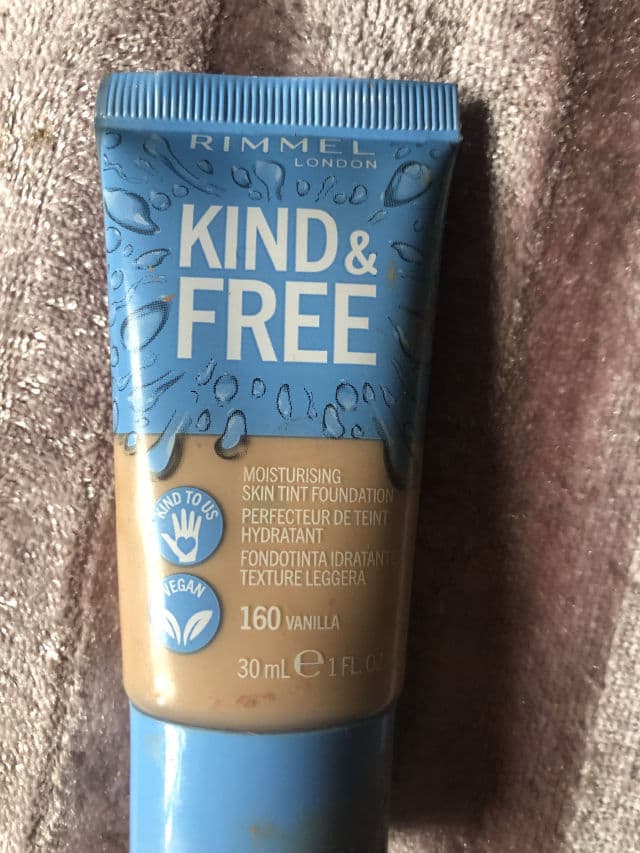 RIMMEL
LONDON
KIND &
FREE
MOISTURISING
SKIN TINT FOUNDATION
KIND TO US
PERFECTEUR DE TEINT
HYDRATANT
FONDOTINTA IDRATANTE
TEXTURE LEGGERA
VEGAN
160 VANILLA
30 mL e 1 FL. OZ